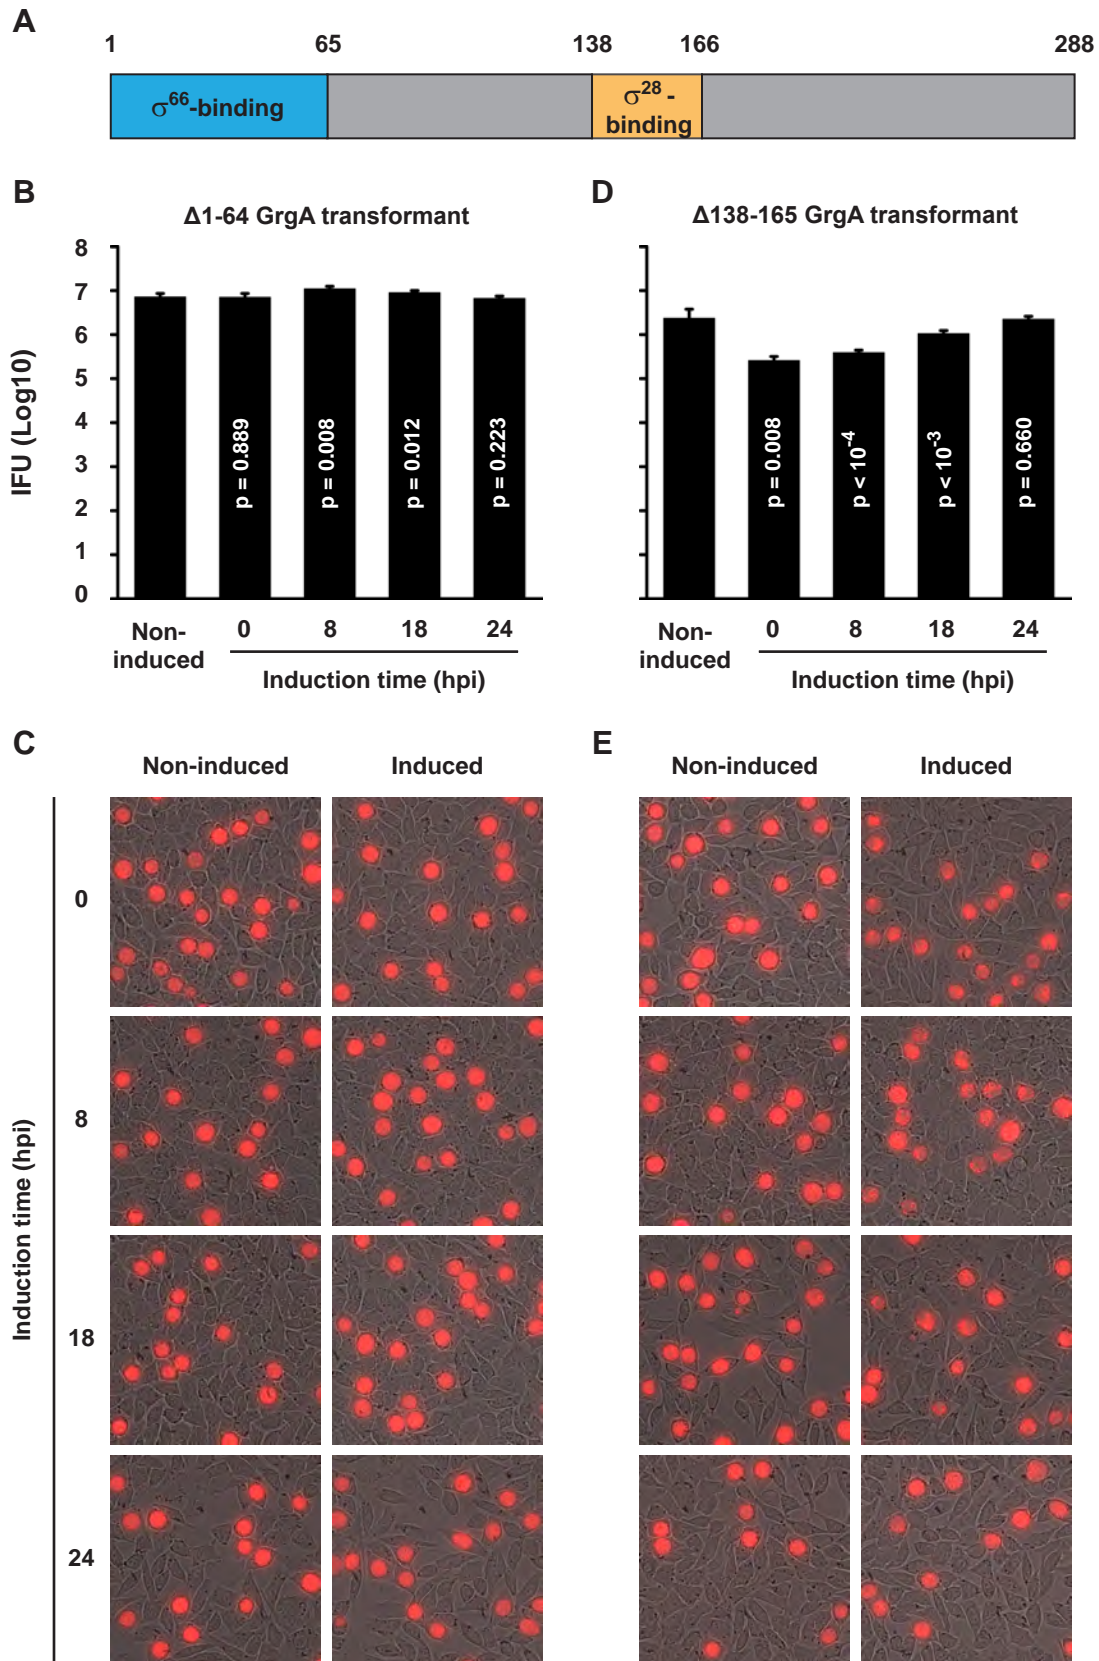 A
1 65 138 166 288
σ66-binding
σ28-
binding
B
Δ1-64 GrgA transformant
IFU (Log10)
8
7
6
5
4
3
2
1
0
p = 0.889
p = 0.008
p = 0.012
p = 0.223
Non-
induced
0 8 18 24
Induction time (hpi)
D
Δ138-165 GrgA transformant
p = 0.008
p < 10-4
p < 10-3
p = 0.660
Non-
induced
0 8 18 24
Induction time (hpi)
C
Non-induced Induced
Induction time (hpi)
0
8
18
24
E
Non-induced Induced